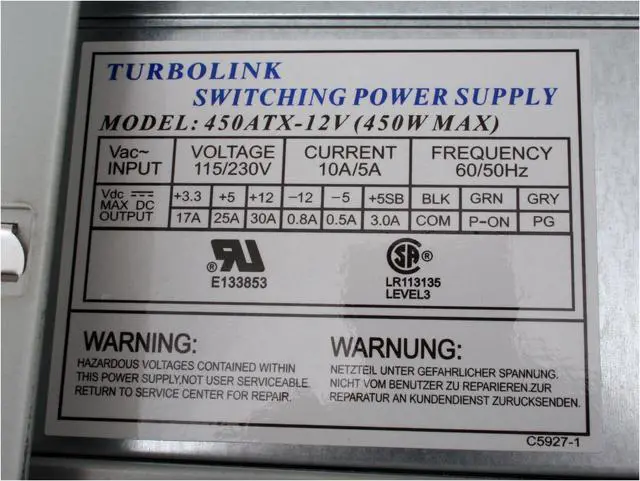 TURBOLINK
SWITCHING POWER SUPPLY
MODEL: 450ATX-12V (450W MAX)
Vac~ INPUT VOLTAGE 115/230V CURRENT 10A/5A FREQUENCY 60/50Hz
Vdc MAX DC OUTPUT +3.3 +5 +12 -12 -5 +5SB BLK GRN GRY
17A 25A 30A 0.8A 0.5A 3.0A COM P-ON PG
® RU
E133853
® SA
LR113135
LEVEL3
WARNING:
HAZARDOUS VOLTAGES CONTAINED WITHIN
THIS POWER SUPPLY,NOT USER SERVICEABLE.
RETURN TO SERVICE CENTER FOR REPAIR.
WARNUNG:
NETZTEIL UNTER GEFAHRLICHER SPANNUNG.
NICHT VOM BENUTZER ZU REPARIEREN.ZUR
REPARATUR AN KUNDENDIENST ZURUCKSENDEN.
C5927-1